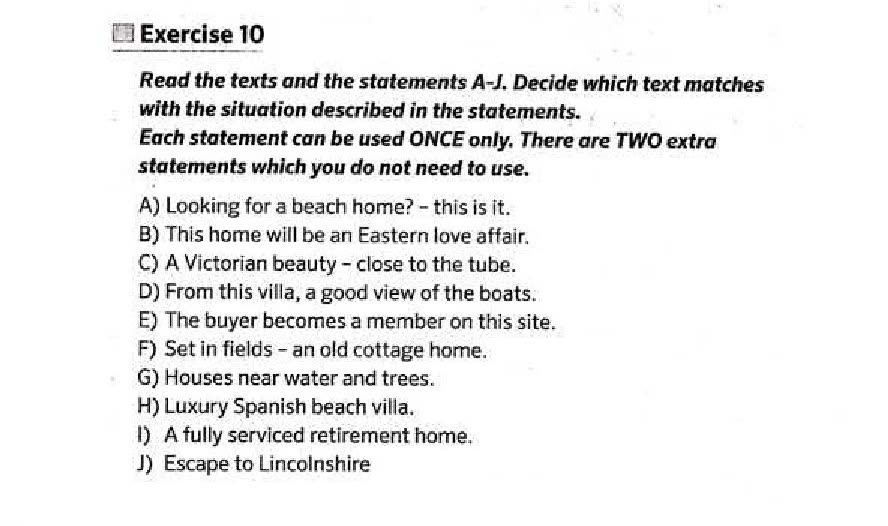 Exercise 10
Read the texts and the statements A-J. Decide which text matches
with the situation described in the statements.
Each statement can be used ONCE only. There are TWO extra
statements which you do not need to use.
A) Looking for a beach home? – this is it.
B) This home will be an Eastern love affair.
C) A Victorian beauty – close to the tube.
D) From this villa, a good view of the boats.
E) The buyer becomes a member on this site.
F) Set in fields – an old cottage home.
G) Houses near water and trees.
H) Luxury Spanish beach villa.
I) A fully serviced retirement home.
J) Escape to Lincolnshire